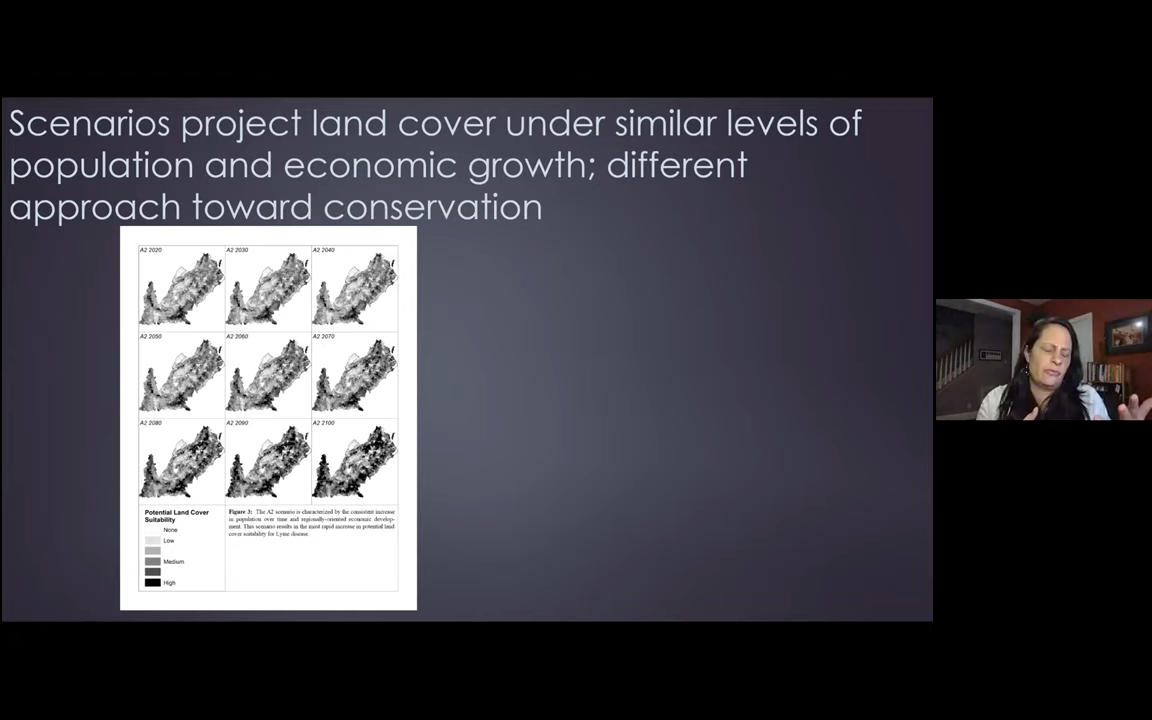 Scenarios project land cover under similar levels of
population and economic growth; different
approach toward conservation
A2 2020
A2 2030
A2 2040
A2 2050
A2 2060
A2 2070
A2 2080
A2 2090
A2 2100
Potential Land Cover
Suitability
None
Low
Medium
High
Figure 3: The A2 scenario is characterized by the consistent increase
in population over time and regionally-oriented economic develop-
ment. This scenario results in the most rapid increase in potential land
cover suitability for Lyme disease.